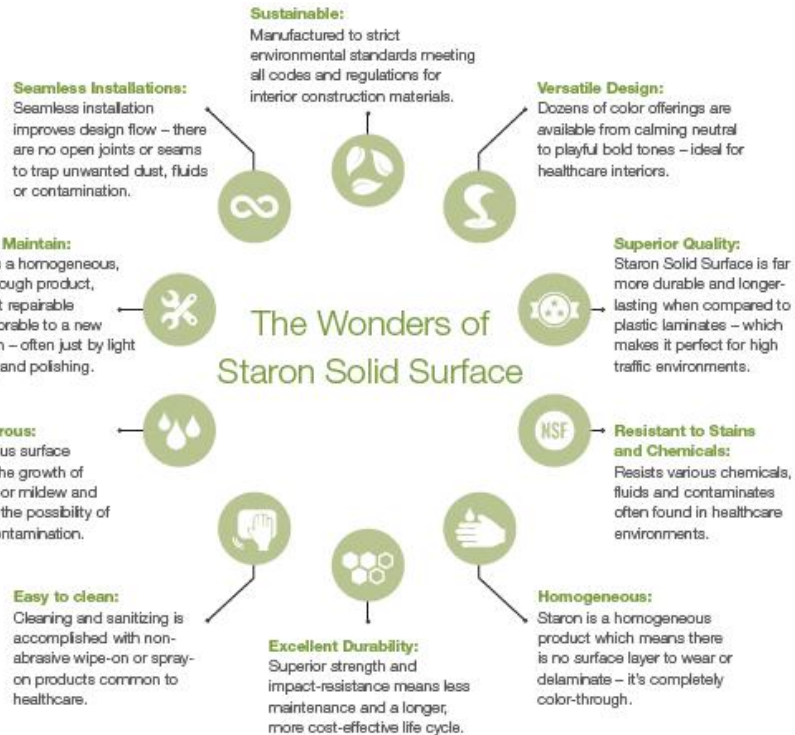 Sustainable:
Manufactured to strict
environmental standards meeting
all codes and regulations for
interior construction materials.
Seamless Installations:
Seamless installation
improves design flow – there
are no open joints or seams
to trap unwanted dust, fluids
or contamination.
Versatile Design:
Dozens of color offerings are
available from calming neutral
to playful bold tones – ideal for
healthcare interiors.
Maintain:
a homogeneous,
product,
repairable
to a new
– often just by light
and polishing.
The Wonders of
Staron Solid Surface
Superior Quality:
Staron Solid Surface is far
more durable and longer-
lasting when compared to
plastic laminates – which
makes it perfect for high
traffic environments.
surface
growth of
or mildew and
the possibility of
NSF
Resistant to Stains
and Chemicals:
Resists various chemicals,
fluids and contaminates
often found in healthcare
environments.
Easy to clean:
Cleaning and sanitizing is
accomplished with non-
abrasive wipe-on or spray-
on products common to
healthcare.
Excellent Durability:
Superior strength and
impact-resistance means less
maintenance and a longer,
more cost-effective life cycle.
Homogeneous:
Staron is a homogeneous
product which means there
is no surface layer to wear or
delaminate – it's completely
color-through.